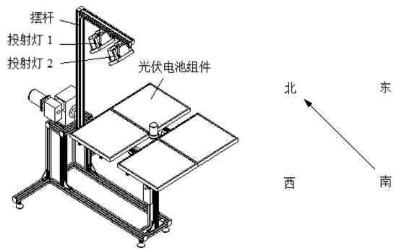 摆杆
投射灯 1
投射灯 2
光伏电池组件
北 东
西 南